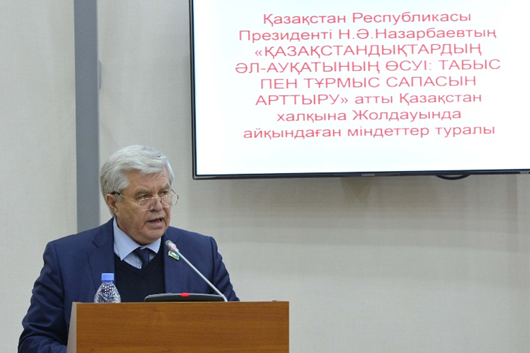 Қазақстан Республикасы
Президенті Н.Ә.Назарбаевтың
«ҚАЗАҚСТАНДЫҚТАРДЫҢ
ӘЛ-АУҚАТЫНЫҢ ӨСУІ: ТАБЫС
ПЕН ТҰРМЫС САПАСЫН
АРТТЫРУ» атты Қазақстан
халқына Жолдауында
айқындаған міндеттер туралы